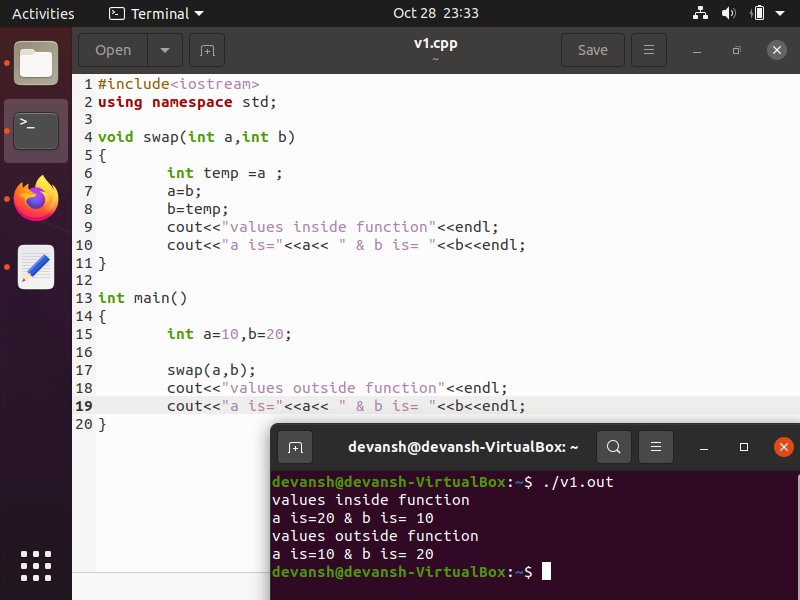 Activities Terminal Oct 28 23:33
Open v1.cpp Save
~
1 #include<iostream>
2 using namespace std;
3
4 void swap(int a,int b)
5 {
6         int temp =a ;
7         a=b;
8         b=temp;
9         cout<<"values inside function"<<endl;
10         cout<<"a is="<<a<< " & b is= "<<b<<endl;
11 }
12
13 int main()
14 {
15         int a=10,b=20;
16
17         swap(a,b);
18         cout<<"values outside function"<<endl;
19         cout<<"a is="<<a<< " & b is= "<<b<<endl;
20 }
devansh@devansh-VirtualBox: ~
devansh@devansh-VirtualBox:~$ ./v1.out
values inside function
a is=20 & b is= 10
values outside function
a is=10 & b is= 20
devansh@devansh-VirtualBox:~$